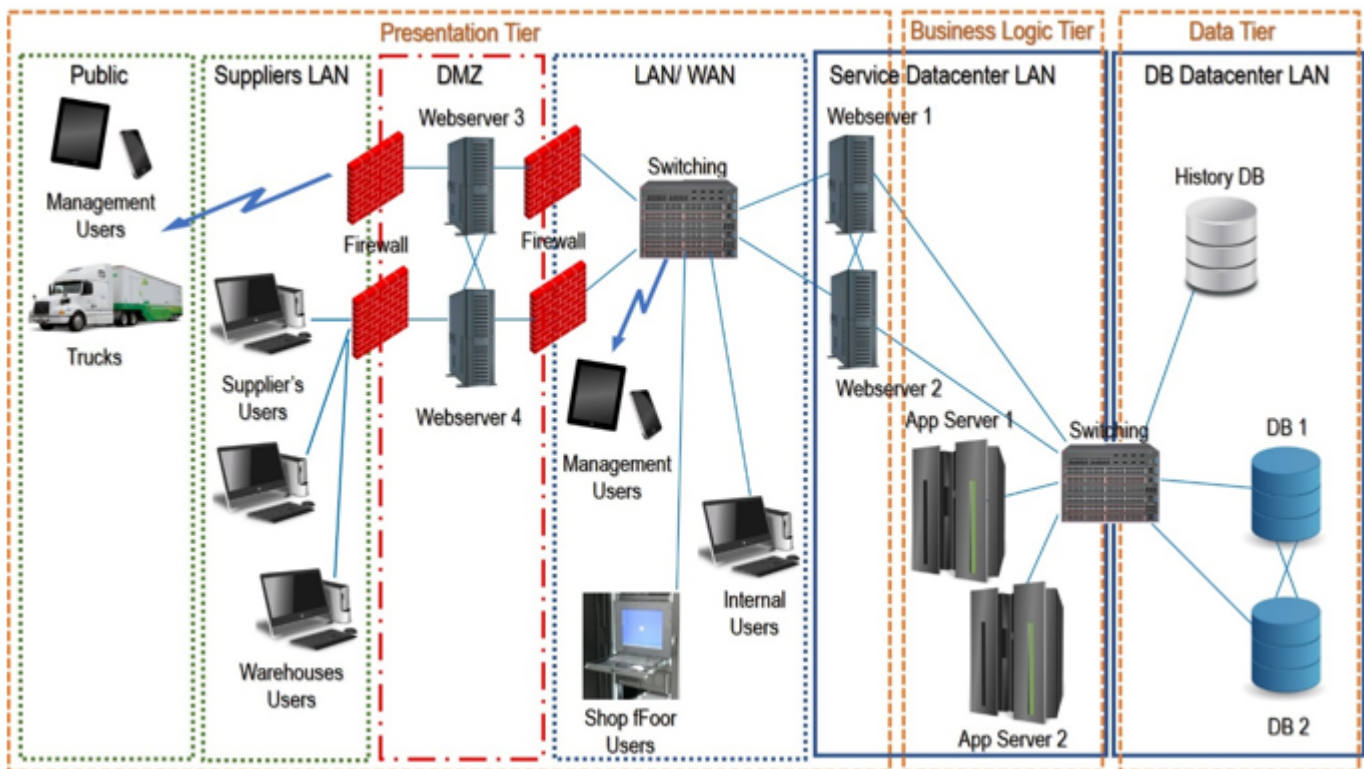 Presentation Tier
Business Logic Tier
Data Tier
Public
Suppliers LAN
DMZ
LAN/ WAN
Service Datacenter LAN
DB Datacenter LAN
Webserver 3
Webserver 1
Switching
History DB
Management
Users
Firewall
Firewall
Trucks
Supplier's
Users
Webserver 4
Webserver 2
App Server 1
Switching
DB 1
Management
Users
Internal
Users
Warehouses
Users
Shop fFoor
Users
App Server 2
DB 2